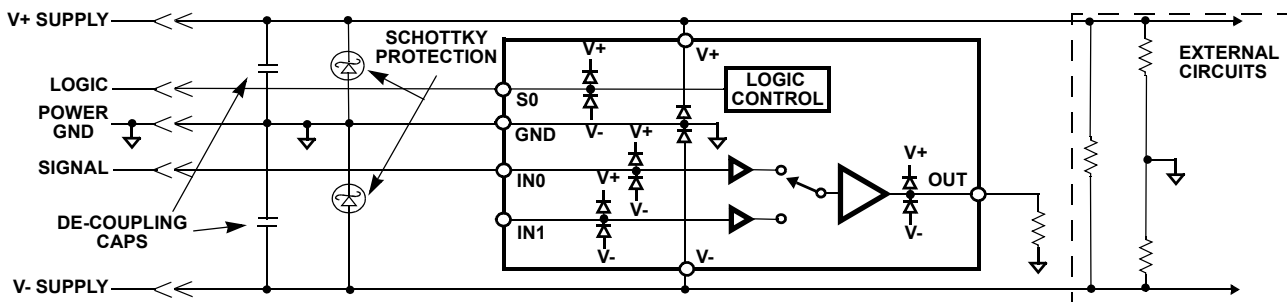 V+ SUPPLY
SCHOTTKY
PROTECTION
V+
V+
EXTERNAL
CIRCUITS
LOGIC
S0
LOGIC
CONTROL
POWER
GND
V-
V+
GND
SIGNAL
V+
V+
IN0
OUT
V-
V-
DE-COUPLING
CAPS
IN1
V-
V-
V- SUPPLY